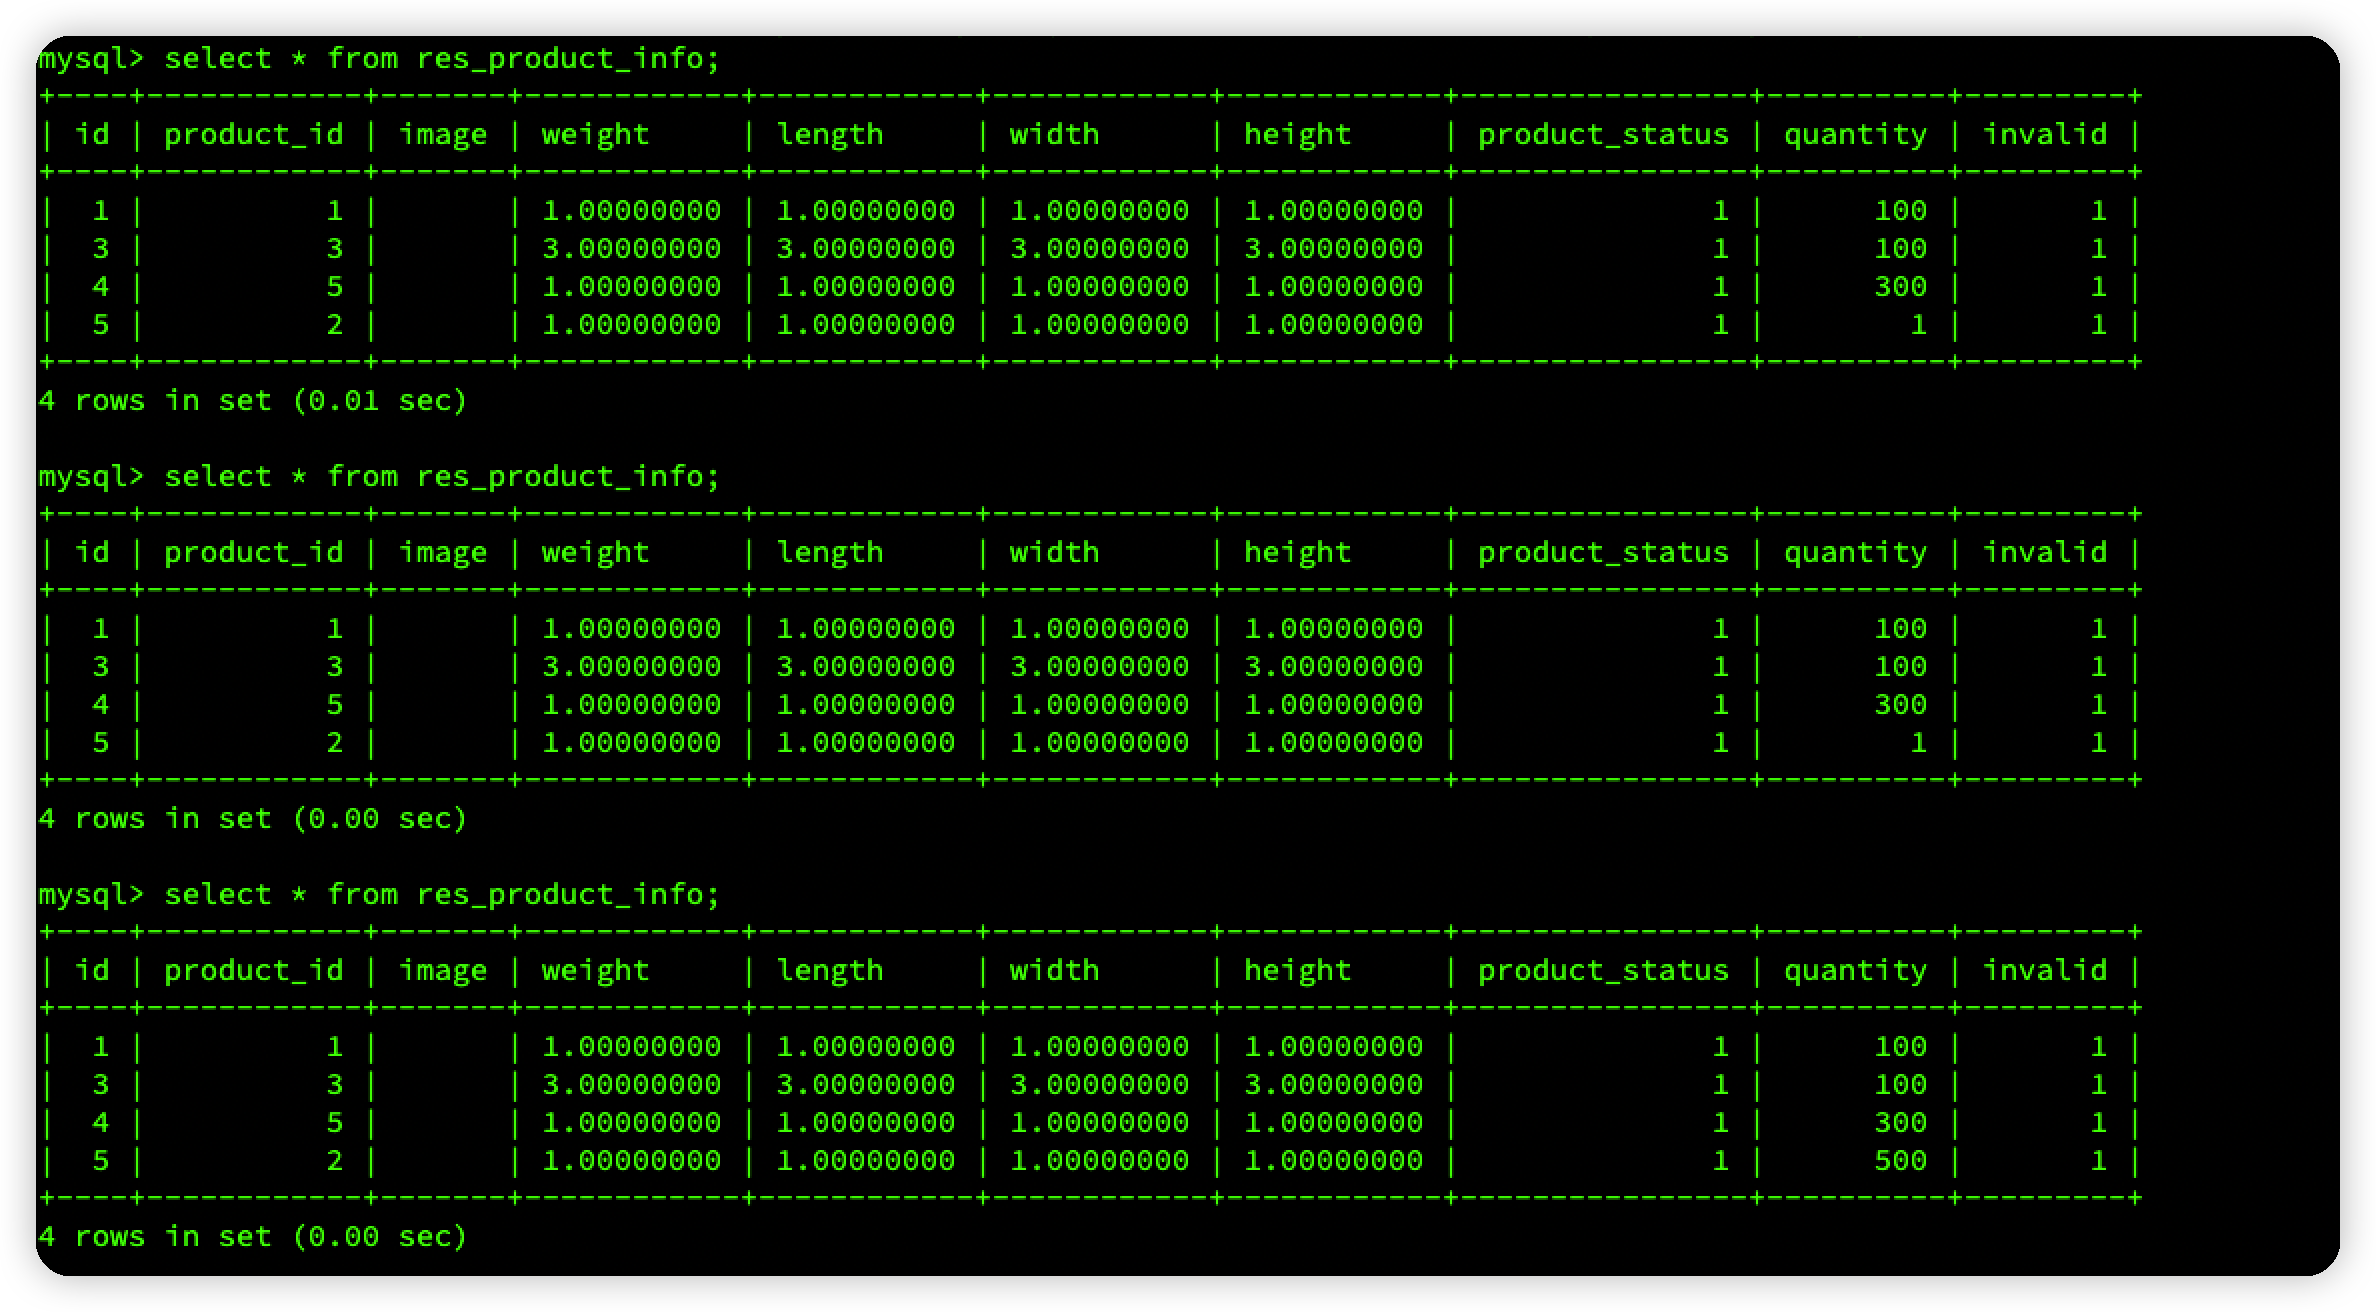 mysql> select * from res_product_info;
+----+------------+-------+------------+------------+------------+------------+----------------+----------+---------+
| id | product_id | image | weight     | length     | width      | height     | product_status | quantity | invalid |
+----+------------+-------+------------+------------+------------+------------+----------------+----------+---------+
|  1 |          1 |       | 1.00000000 | 1.00000000 | 1.00000000 | 1.00000000 |              1 |      100 |       1 |
|  3 |          3 |       | 3.00000000 | 3.00000000 | 3.00000000 | 3.00000000 |              1 |      100 |       1 |
|  4 |          5 |       | 1.00000000 | 1.00000000 | 1.00000000 | 1.00000000 |              1 |      300 |       1 |
|  5 |          2 |       | 1.00000000 | 1.00000000 | 1.00000000 | 1.00000000 |              1 |        1 |       1 |
+----+------------+-------+------------+------------+------------+------------+----------------+----------+---------+
4 rows in set (0.01 sec)

mysql> select * from res_product_info;
+----+------------+-------+------------+------------+------------+------------+----------------+----------+---------+
| id | product_id | image | weight     | length     | width      | height     | product_status | quantity | invalid |
+----+------------+-------+------------+------------+------------+------------+----------------+----------+---------+
|  1 |          1 |       | 1.00000000 | 1.00000000 | 1.00000000 | 1.00000000 |              1 |      100 |       1 |
|  3 |          3 |       | 3.00000000 | 3.00000000 | 3.00000000 | 3.00000000 |              1 |      100 |       1 |
|  4 |          5 |       | 1.00000000 | 1.00000000 | 1.00000000 | 1.00000000 |              1 |      300 |       1 |
|  5 |          2 |       | 1.00000000 | 1.00000000 | 1.00000000 | 1.00000000 |              1 |        1 |       1 |
+----+------------+-------+------------+------------+------------+------------+----------------+----------+---------+
4 rows in set (0.00 sec)

mysql> select * from res_product_info;
+----+------------+-------+------------+------------+------------+------------+----------------+----------+---------+
| id | product_id | image | weight     | length     | width      | height     | product_status | quantity | invalid |
+----+------------+-------+------------+------------+------------+------------+----------------+----------+---------+
|  1 |          1 |       | 1.00000000 | 1.00000000 | 1.00000000 | 1.00000000 |              1 |      100 |       1 |
|  3 |          3 |       | 3.00000000 | 3.00000000 | 3.00000000 | 3.00000000 |              1 |      100 |       1 |
|  4 |          5 |       | 1.00000000 | 1.00000000 | 1.00000000 | 1.00000000 |              1 |      300 |       1 |
|  5 |          2 |       | 1.00000000 | 1.00000000 | 1.00000000 | 1.00000000 |              1 |      500 |       1 |
+----+------------+-------+------------+------------+------------+------------+----------------+----------+---------+
4 rows in set (0.00 sec)